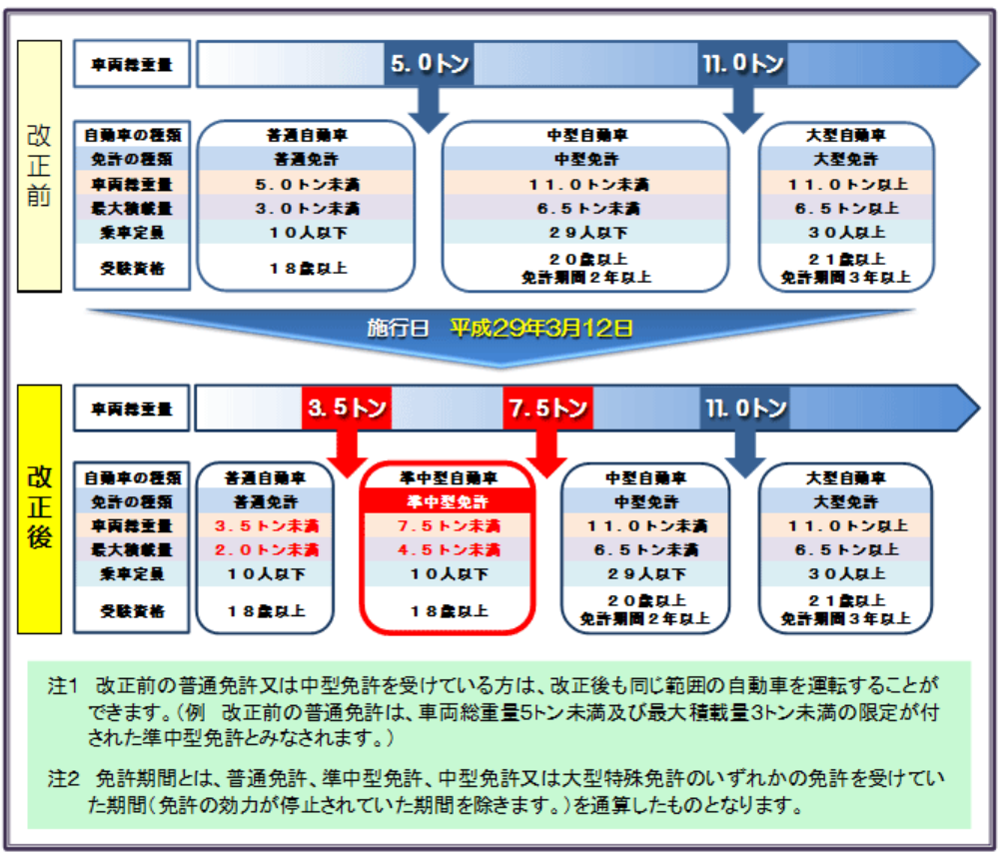 改正前
車両総重量
5.0トン
11.0トン
自動車の種類 普通自動車 中型自動車 大型自動車
免許の種類 普通免許 中型免許 大型免許
車両総重量 5.0トン未満 11.0トン未満 11.0トン以上
最大積載量 3.0トン未満 6.5トン未満 6.5トン以上
乗車定員 10人以下 29人以下 30人以上
受験資格 18歳以上 20歳以上 21歳以上
免許期間2年以上 免許期間3年以上
施行日 平成29年3月12日
改正後
車両総重量
3.5トン
7.5トン
11.0トン
自動車の種類 普通自動車 準中型自動車 中型自動車 大型自動車
免許の種類 普通免許 準中型免許 中型免許 大型免許
車両総重量 3.5トン未満 7.5トン未満 11.0トン未満 11.0トン以上
最大積載量 2.0トン未満 4.5トン未満 6.5トン未満 6.5トン以上
乗車定員 10人以下 10人以下 29人以下 30人以上
受験資格 18歳以上 18歳以上 20歳以上 21歳以上
免許期間2年以上 免許期間3年以上
注1 改正前の普通免許又は中型免許を受けている方は、改正後も同じ範囲の自動車を運転することが
できます。(例 改正前の普通免許は、車両総重量5トン未満及び最大積載量3トン未満の限定が付
された準中型免許とみなされます。)
注2 免許期間とは、普通免許、準中型免許、中型免許又は大型特殊免許のいずれかの免許を受けてい
た期間(免許の効力が停止されていた期間を除きます。)を通算したものとなります。